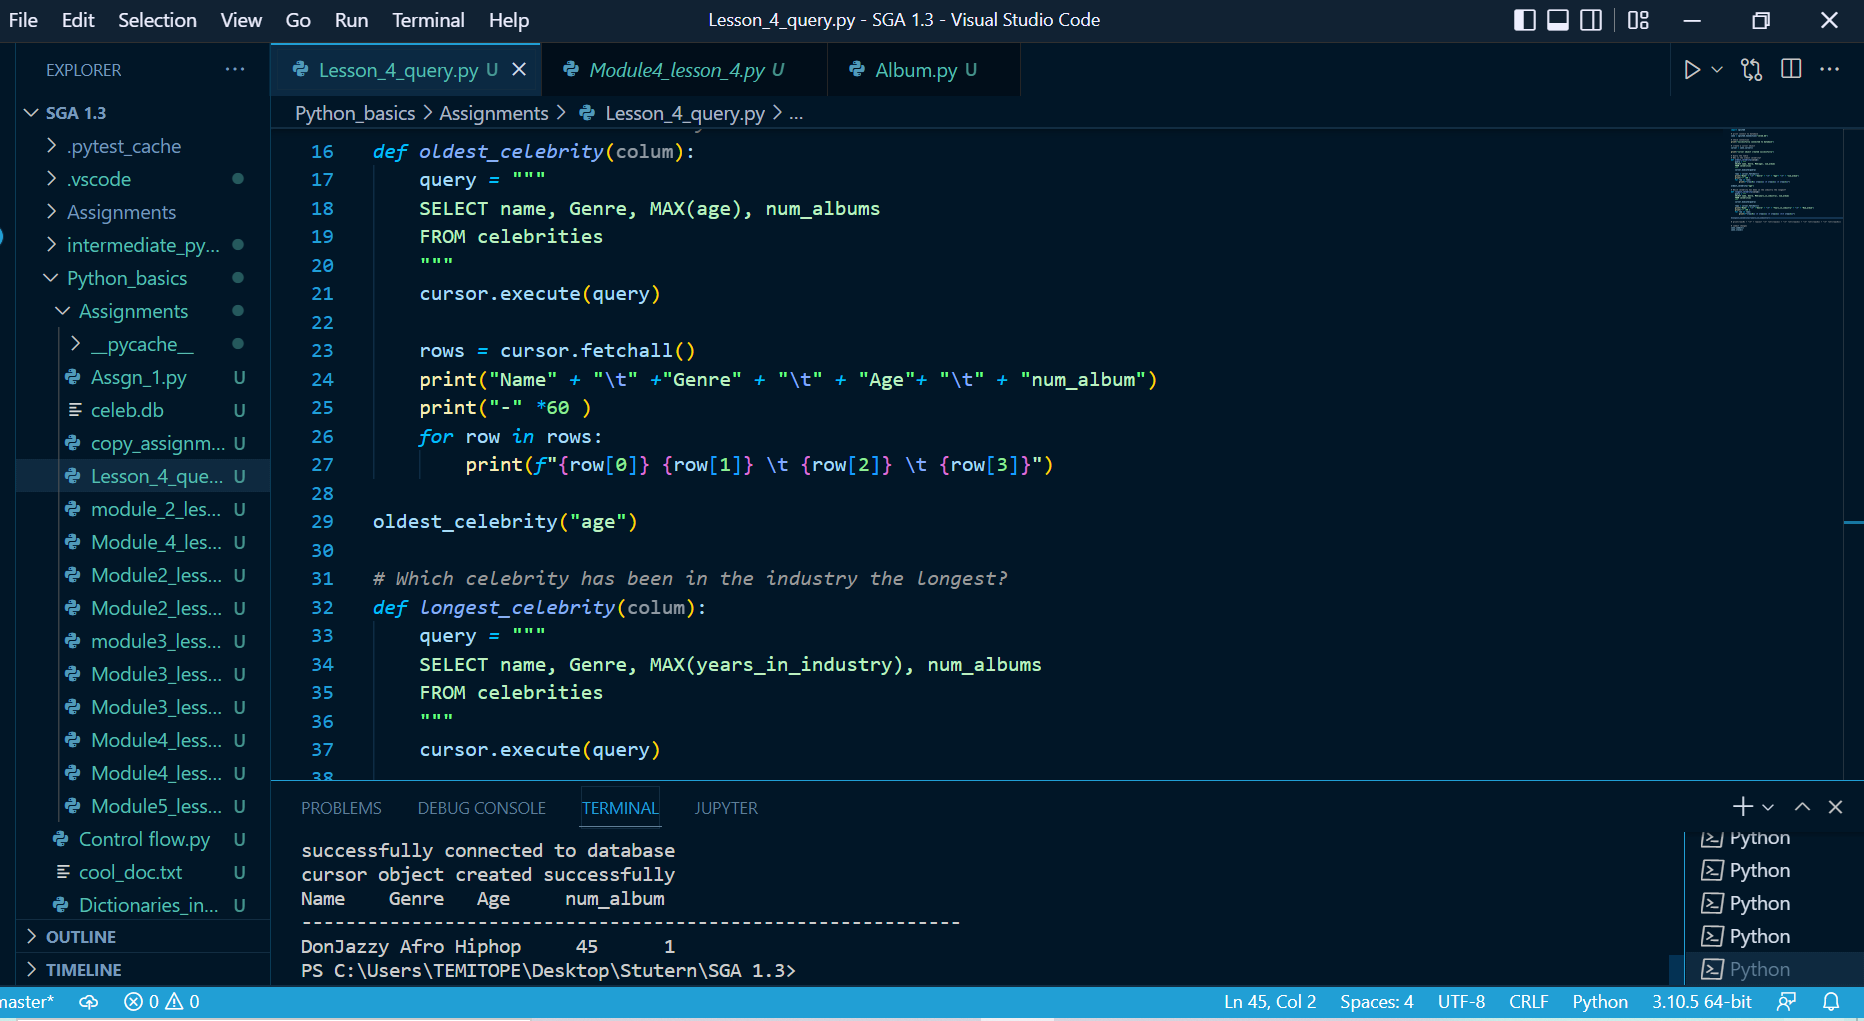 File Edit Selection View Go Run Terminal Help Lesson_4_query.py - SGA 1.3 - Visual Studio Code
EXPLORER
Lesson_4_query.py U
Module4_lesson_4.py U
Album.py U
SGA 1.3
Python_basics > Assignments > Lesson_4_query.py > ...
.pytest_cache
.vscode
Assignments
intermediate_py...
Python_basics
Assignments
__pycache__
Assgn_1.py U
celeb.db U
copy_assignm... U
Lesson_4_que... U
module_2_les... U
Module_4_les... U
Module2_less... U
Module2_less... U
module3_less... U
Module3_less... U
Module3_less... U
Module4_less... U
Module4_less... U
Module5_less... U
Control flow.py U
cool_doc.txt U
Dictionaries_in... U
OUTLINE
TIMELINE
16 def oldest_celebrity(colum):
17 query = """
18 SELECT name, Genre, MAX(age), num_albums
19 FROM celebrities
20 """
21 cursor.execute(query)
22
23 rows = cursor.fetchall()
24 print("Name" + "\t" +"Genre" + "\t" + "Age"+ "\t" + "num_album")
25 print("-" *60 )
26 for row in rows:
27 print(f"{row[0]} {row[1]} \t {row[2]} \t {row[3]}")
28
29 oldest_celebrity("age")
30
31 # Which celebrity has been in the industry the longest?
32 def longest_celebrity(colum):
33 query = """
34 SELECT name, Genre, MAX(years_in_industry), num_albums
35 FROM celebrities
36 """
37 cursor.execute(query)
38
PROBLEMS DEBUG CONSOLE TERMINAL JUPYTER
successfully connected to database
cursor object created successfully
Name Genre Age num_album
------------------------------------------------------------
DonJazzy Afro Hiphop 45 1
PS C:\Users\TEMITOPE\Desktop\Stutern\SGA 1.3>
Python
Python
Python
Python
Python
master* 0 0 Ln 45, Col 2 Spaces: 4 UTF-8 CRLF Python 3.10.5 64-bit